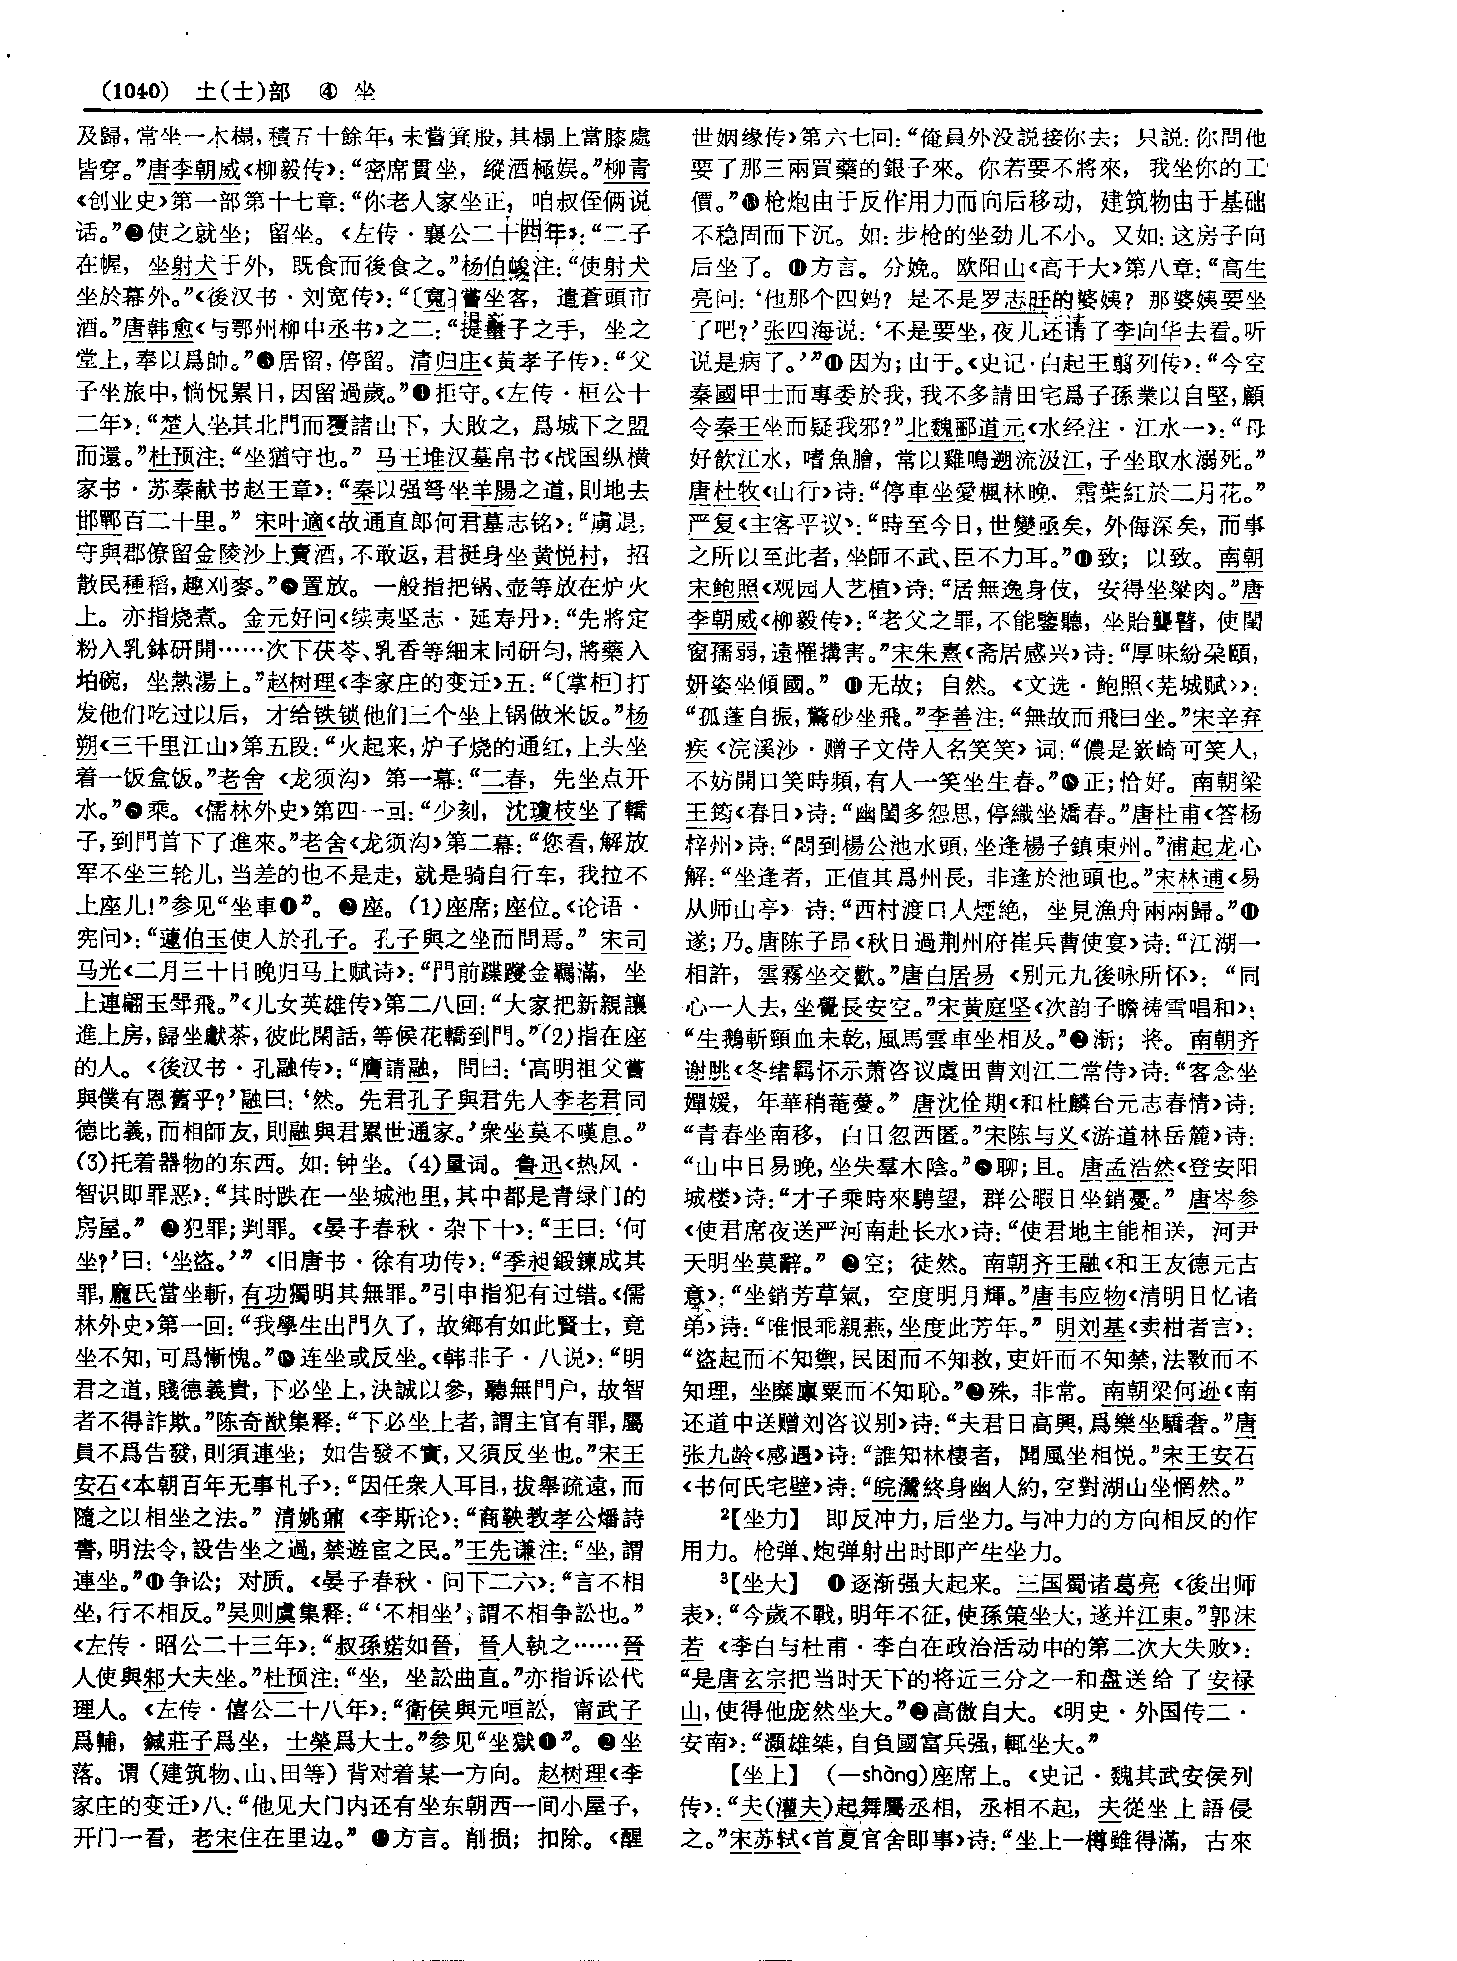 (1040) 土(士)部 ④ 坐
及歸，常坐一木榻，積五十餘年，未嘗箕股，其榻上當膝處
皆穿。”唐李朝威《柳毅传》：“密席貫坐，縱酒極娱。”柳青
《创业史》第一部第十七章：“你老人家坐正，咱叔侄俩说
话。”❷使之就坐；留坐。《左传·襄公二十四年》：“二子
在幄，坐射犬于外，既食而後食之。”杨伯峻注：“使射犬
坐於幕外。”《後汉书·刘宽传》：“〔寬〕嘗坐客，遣蒼頭市
酒。”唐韩愈《与鄂州柳中丞书》之二：“提童子之手，坐之
堂上，奉以爲帥。”❸居留，停留。清归庄《黄孝子传》：“父
子坐旅中，惝怳累日，因留過歲。”❹拒守。《左传·桓公十
二年》：“楚人坐其北門而覆諸山下，大敗之，爲城下之盟
而還。”杜预注：“坐猶守也。”马王堆汉墓帛书《战国纵横
家书·苏秦献书赵王章》：“秦以强弩坐羊腸之道，則地去
邯鄲百二十里。”宋叶適《故通直郎何君墓志铭》：“虜退，
守與郡僚留金陵沙上賣酒，不敢返，君挺身坐黄悦村，招
散民種稻，趣刈麥。”❺置放。一般指把锅、壶等放在炉火
上。亦指烧煮。金元好问《续夷坚志·延寿丹》：“先將定
粉入乳鉢研開……次下茯苓、乳香等細末同研匀，將藥入
坩碗，坐熱湯上。”赵树理《李家庄的变迁》五：“〔掌柜〕打
发他们吃过以后，才给铁锁他们三个坐上锅做米饭。”杨
朔《三千里江山》第五段：“火起来，炉子烧的通红，上头坐
着一饭盒饭。”老舍《龙须沟》第一幕：“二春，先坐点开
水。”❻乘。《儒林外史》第四一回：“少刻，沈瓊枝坐了轎
子，到門首下了進來。”老舍《龙须沟》第二幕：“您看，解放
军不坐三轮儿，当差的也不是走，就是骑自行车，我拉不
上座儿！”参见“坐車❶”。❼座。(1)座席；座位。《论语·
宪问》：“蘧伯玉使人於孔子。孔子與之坐而問焉。”宋司
马光《二月三十日晚归马上赋诗》：“門前蹀躞金羈滿，坐
上連翩玉斝飛。”《儿女英雄传》第二八回：“大家把新親讓
進上房，歸坐獻茶，彼此閑話，等候花轎到門。”(2)指在座
的人。《後汉书·孔融传》：“膺請融，問曰：‘高明祖父嘗
與僕有恩舊乎？’融曰：‘然。先君孔子與君先人李老君同
德比義，而相師友，則融與君累世通家。’衆坐莫不嘆息。”
(3)托着器物的东西。如：钟坐。(4)量词。鲁迅《热风·
智识即罪恶》：“其时跌在一坐城池里，其中都是青绿门的
房屋。”❾犯罪；判罪。《晏子春秋·杂下十》：“王曰：‘何
坐？’曰：‘坐盗。’”《旧唐书·徐有功传》：“季昶鍛鍊成其
罪，龐氏當坐斬，有功獨明其無罪。”引申指犯有过错。《儒
林外史》第一回：“我學生出門久了，故鄉有如此賢士，竟
坐不知，可爲慚愧。”❿连坐或反坐。《韩非子·八说》：“明
君之道，賤德義貴，下必坐上，決誠以參，聽無門户，故智
者不得詐欺。”陈奇猷集释：“下必坐上者，謂主官有罪，屬
員不爲告發，則須連坐；如告發不實，又須反坐也。”宋王
安石《本朝百年无事札子》：“因任衆人耳目，拔舉疏遠，而
隨之以相坐之法。”清姚鼐《李斯论》：“商鞅教孝公燔詩
書，明法令，設告坐之過，禁遊宦之民。”王先谦注：“坐，謂
連坐。”⓫争讼；对质。《晏子春秋·问下二六》：“言不相
坐，行不相反。”吴则虞集释：“‘不相坐’，謂不相争訟也。”
《左传·昭公二十三年》：“叔孫婼如晉，晉人執之……晉
人使與邾大夫坐。”杜预注：“坐，坐訟曲直。”亦指诉讼代
理人。《左传·僖公二十八年》：“衛侯與元咺訟，甯武子
爲輔，鍼莊子爲坐，士榮爲大士。”参见“坐獄❶”。⓬坐
落。谓（建筑物、山、田等）背对着某一方向。赵树理《李
家庄的变迁》八：“他见大门内还有坐东朝西一间小屋子，
开门一看，老宋住在里边。”⓭方言。削损；扣除。《醒
世姻缘传》第六七回：“俺員外没説接你去；只説：你問他
要了那三兩買藥的銀子來。你若要不將來，我坐你的工
價。”⓮枪炮由于反作用力而向后移动，建筑物由于基础
不稳固而下沉。如：步枪的坐劲儿不小。又如：这房子向
后坐了。⓯方言。分娩。欧阳山《高干大》第八章：“高生
亮问：‘他那个四妈？是不是罗志旺的婆姨？那婆姨要坐
了吧？’张四海说：‘不是要坐，夜儿还请了李向华去看。听
说是病了。’”⓰因为；由于。《史记·白起王翦列传》：“今空
秦國甲士而專委於我，我不多請田宅爲子孫業以自堅，顧
令秦王坐而疑我邪？”北魏郦道元《水经注·江水一》：“母
好飲江水，嗜魚膾，常以雞鳴遡流汲江，子坐取水溺死。”
唐杜牧《山行》诗：“停車坐愛楓林晚，霜葉紅於二月花。”
严复《主客平议》：“時至今日，世變亟矣，外侮深矣，而事
之所以至此者，坐師不武、臣不力耳。”⓱致；以致。南朝
宋鲍照《观园人艺植》诗：“居無逸身伎，安得坐粱肉。”唐
李朝威《柳毅传》：“老父之罪，不能鑒聽，坐貽聾瞽，使閨
窗孺弱，遠罹搆害。”宋朱熹《斋居感兴》诗：“厚味紛朶頤，
妍姿坐傾國。”⓲无故；自然。《文选·鲍照〈芜城赋〉》：
“孤蓬自振，驚砂坐飛。”李善注：“無故而飛曰坐。”宋辛弃
疾《浣溪沙·赠子文侍人名笑笑》词：“儂是嶔崎可笑人，
不妨開口笑時頻，有人一笑坐生春。”⓳正；恰好。南朝梁
王筠《春日》诗：“幽閨多怨思，停織坐嬌春。”唐杜甫《答杨
梓州》诗：“悶到楊公池水頭，坐逢楊子鎮東州。”浦起龙心
解：“坐逢者，正值其爲州長，非逢於池頭也。”宋林逋《易
从师山亭》诗：“西村渡口人煙絶，坐見漁舟兩兩歸。”⓴
遂；乃。唐陈子昂《秋日過荆州府崔兵曹使宴》诗：“江湖一
相許，雲霧坐交歡。”唐白居易《别元九後咏所怀》：“同
心一人去，坐覺長安空。”宋黄庭坚《次韵子瞻祷雪唱和》：
“生鵝斬頸血未乾，風馬雲車坐相及。”㉑渐；将。南朝齐
谢朓《冬绪羁怀示萧咨议虞田曹刘江二常侍》诗：“客念坐
嬋媛，年華稍菴薆。”唐沈佺期《和杜麟台元志春情》诗：
“青春坐南移，白日忽西匿。”宋陈与义《游道林岳麓》诗：
“山中日易晚，坐失羣木陰。”㉒聊；且。唐孟浩然《登安阳
城楼》诗：“才子乘時來騁望，群公暇日坐銷憂。”唐岑参
《使君席夜送严河南赴长水》诗：“使君地主能相送，河尹
天明坐莫辭。”㉓空；徒然。南朝齐王融《和王友德元古
意》：“坐銷芳草氣，空度明月輝。”唐韦应物《清明日忆诸
弟》诗：“唯恨乖親燕，坐度此芳年。”明刘基《卖柑者言》：
“盗起而不知禦，民困而不知救，吏奸而不知禁，法斁而不
知理，坐糜廩粟而不知恥。”㉔殊，非常。南朝梁何逊《南
还道中送赠刘咨议别》诗：“夫君日高興，爲樂坐驕奢。”唐
张九龄《感遇》诗：“誰知林棲者，聞風坐相悦。”宋王安石
《书何氏宅壁》诗：“皖灊終身幽人約，空對湖山坐惘然。”
²【坐力】 即反冲力，后坐力。与冲力的方向相反的作
用力。枪弹、炮弹射出时即产生坐力。
³【坐大】 ❶逐渐强大起来。三国蜀诸葛亮《後出师
表》：“今歲不戰，明年不征，使孫策坐大，遂并江東。”郭沫
若《李白与杜甫·李白在政治活动中的第二次大失败》：
“是唐玄宗把当时天下的将近三分之一和盘送给了安禄
山，使得他庞然坐大。”❷高傲自大。《明史·外国传二·
安南》：“灝雄桀，自負國富兵强，輒坐大。”
【坐上】 (—shàng)座席上。《史记·魏其武安侯列
传》：“夫(灌夫)起舞屬丞相，丞相不起，夫從坐上語侵
之。”宋苏轼《首夏官舍即事》诗：“坐上一樽雖得滿，古來